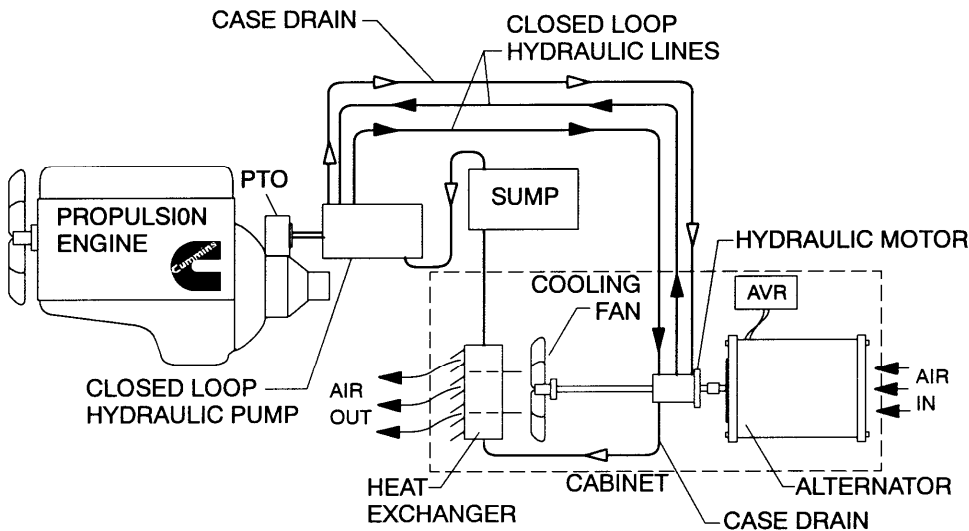 CASE DRAIN
CLOSED LOOP
HYDRAULIC LINES
PTO
SUMP
PROPULSION
ENGINE
Cummins
HYDRAULIC MOTOR
COOLING
FAN
AVR
CLOSED LOOP
HYDRAULIC PUMP
AIR
OUT
AIR
IN
HEAT
EXCHANGER
CABINET
ALTERNATOR
CASE DRAIN